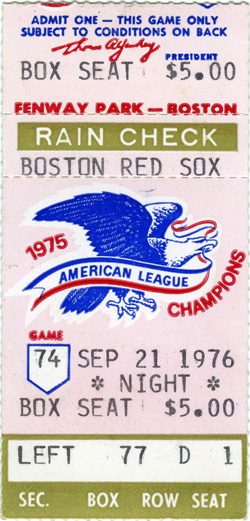 ADMIT ONE — THIS GAME ONLY
SUBJECT TO CONDITIONS ON BACK
PRESIDENT
BOX SEAT $5.00
FENWAY PARK — BOSTON
RAIN CHECK
BOSTON RED SOX
1975
AMERICAN LEAGUE
CHAMPIONS
GAME
74 SEP 21 1976
* NIGHT *
BOX SEAT $5.00
LEFT 77 D 1
SEC. BOX ROW SEAT